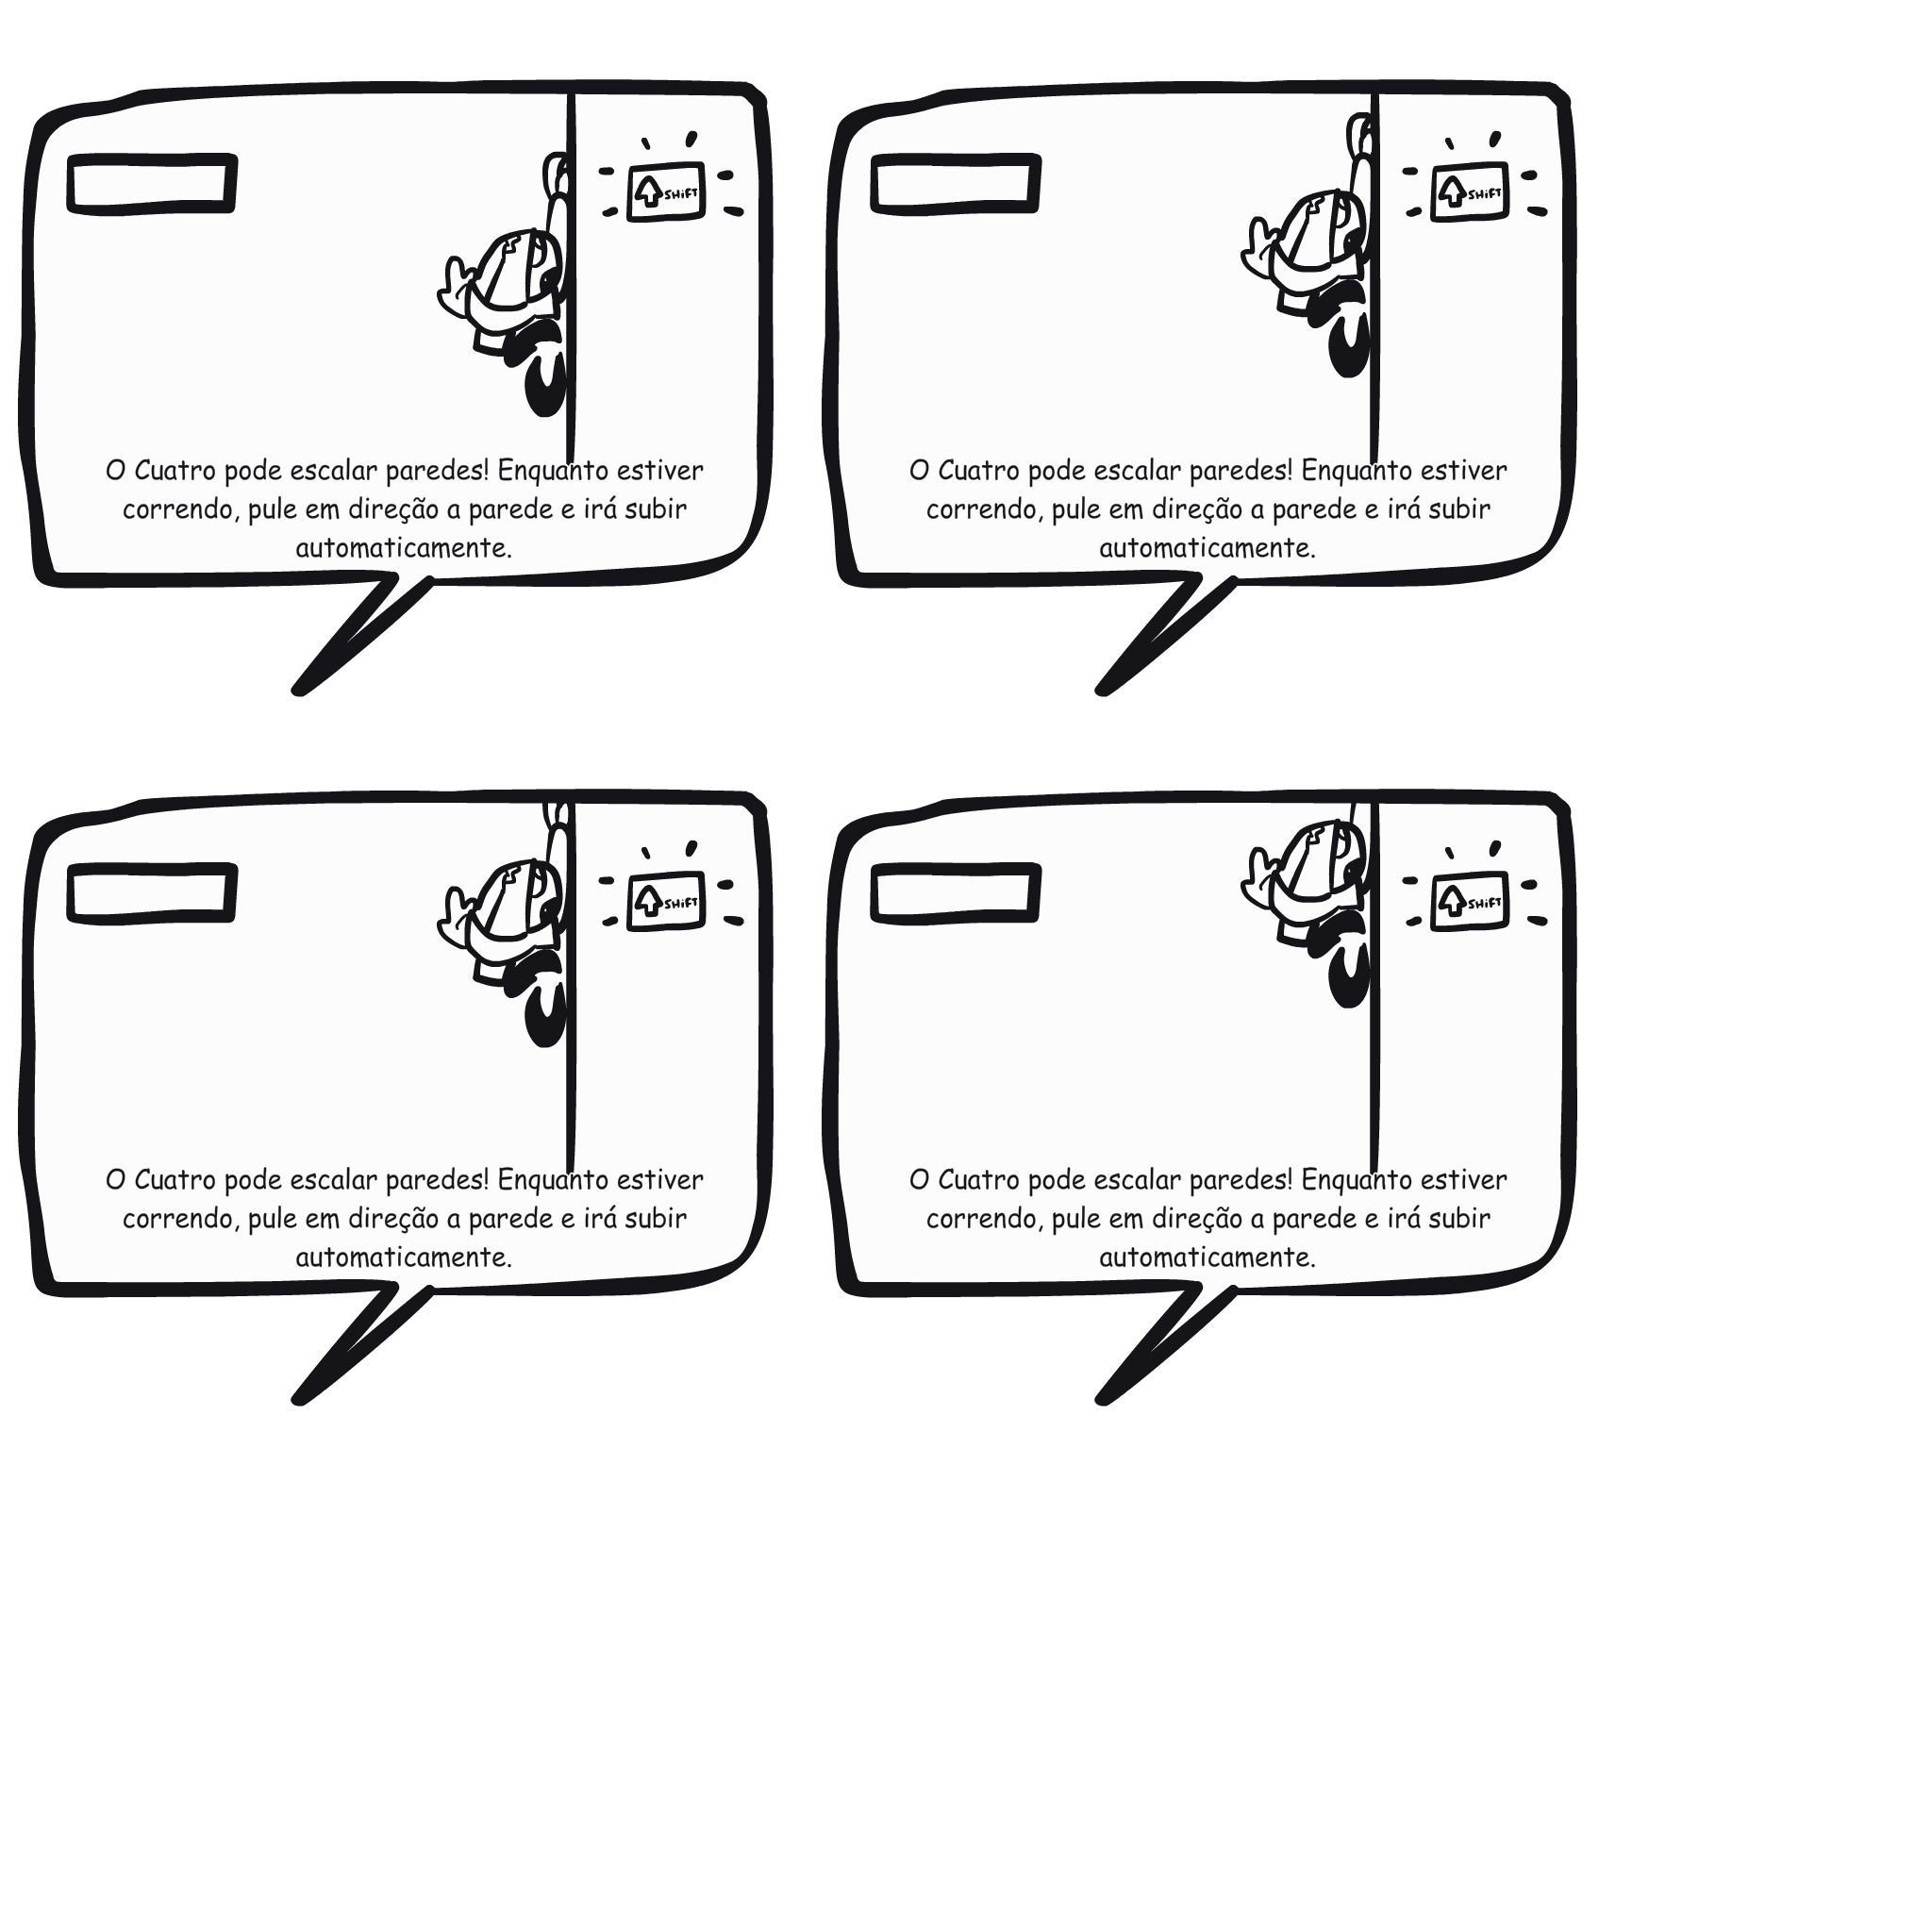 SHiFT
O Cuatro pode escalar paredes! Enquanto estiver
correndo, pule em direção a parede e irá subir
automaticamente.
SHiFT
O Cuatro pode escalar paredes! Enquanto estiver
correndo, pule em direção a parede e irá subir
automaticamente.
SHiFT
O Cuatro pode escalar paredes! Enquanto estiver
correndo, pule em direção a parede e irá subir
automaticamente.
SHiFT
O Cuatro pode escalar paredes! Enquanto estiver
correndo, pule em direção a parede e irá subir
automaticamente.